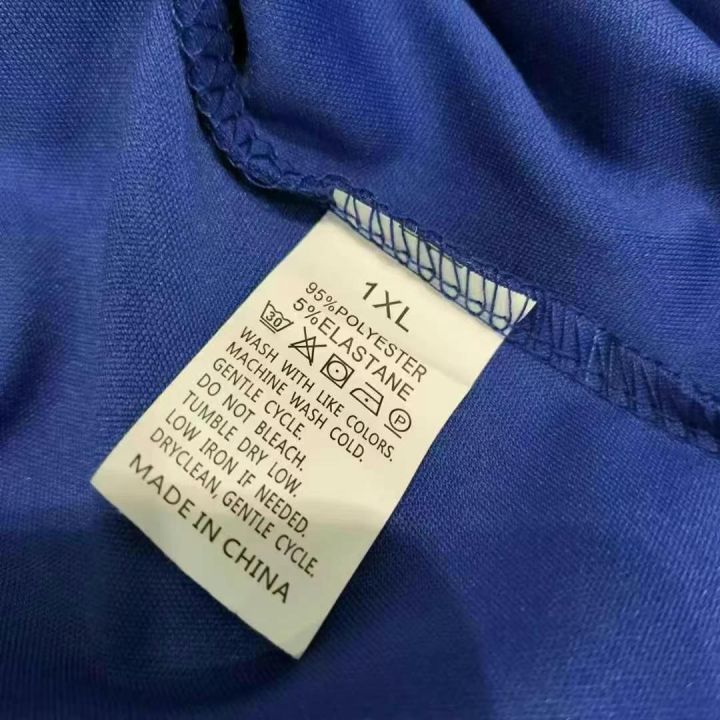 1XL
95%POLYESTER
5%ELASTANE
30 P
WASH WITH LIKE COLORS.
MACHINE WASH COLD.
GENTLE CYCLE.
DO NOT BLEACH.
TUMBLE DRY LOW.
LOW IRON IF NEEDED.
DRYCLEAN, GENTLE CYCLE.
MADE IN CHINA